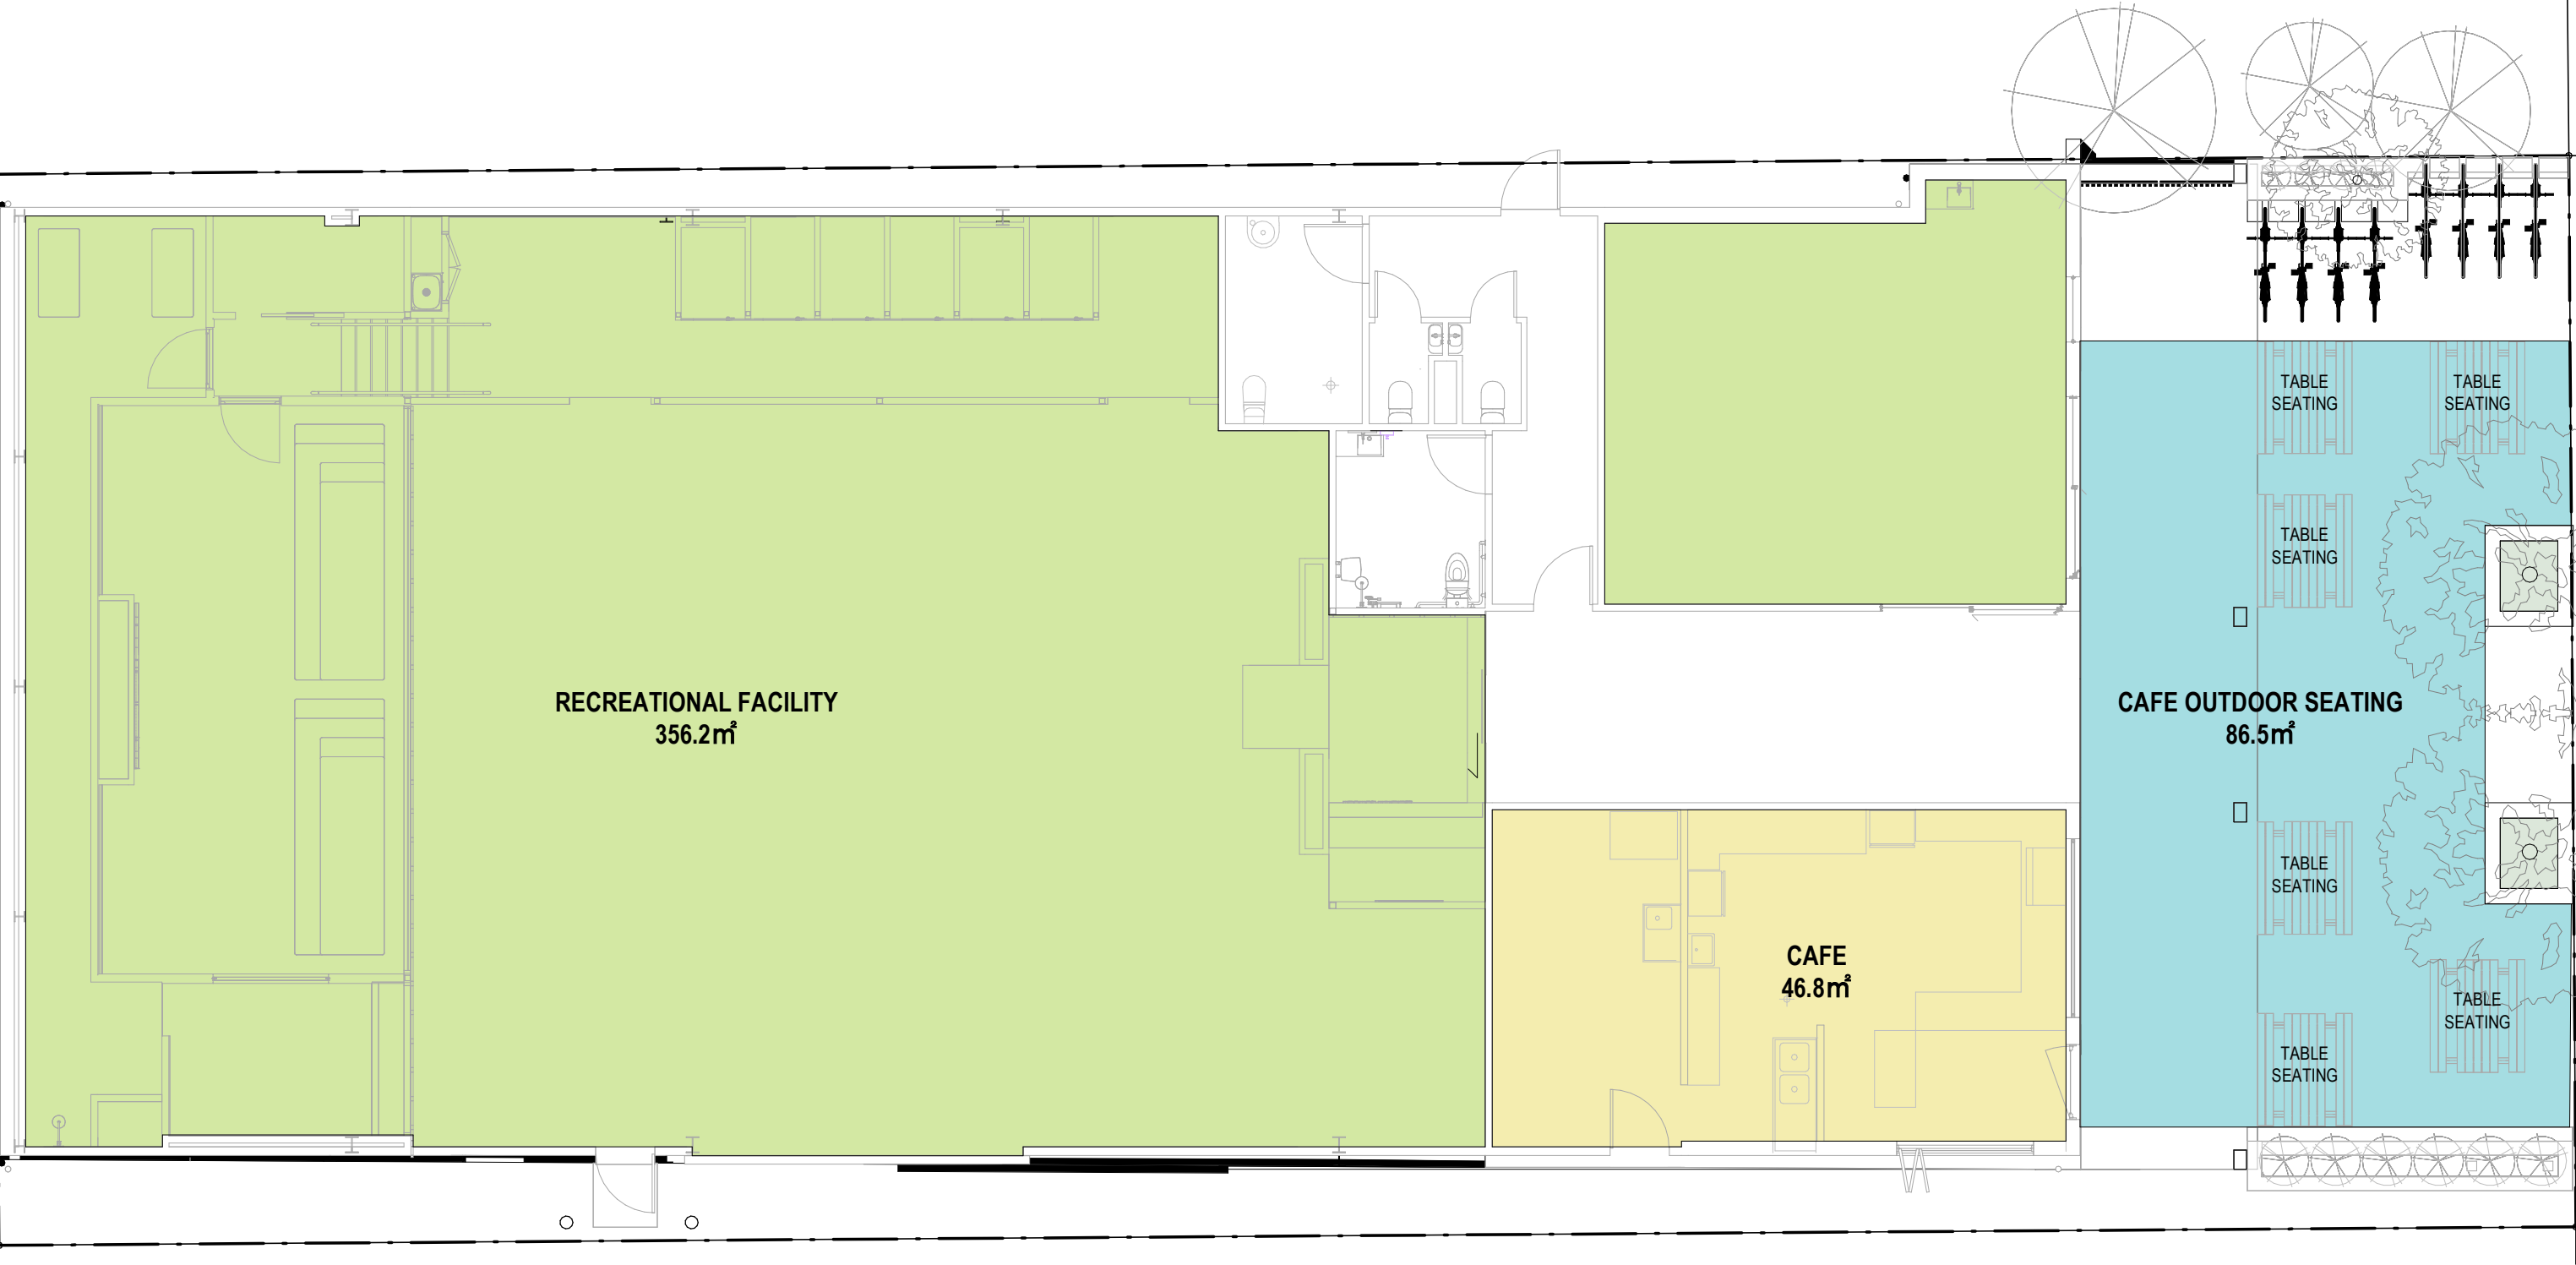 TABLE
SEATING
TABLE
SEATING
TABLE
SEATING
RECREATIONAL FACILITY
356.2㎡
CAFE OUTDOOR SEATING
86.5㎡
TABLE
SEATING
CAFE
46.8㎡
TABLE
SEATING
TABLE
SEATING